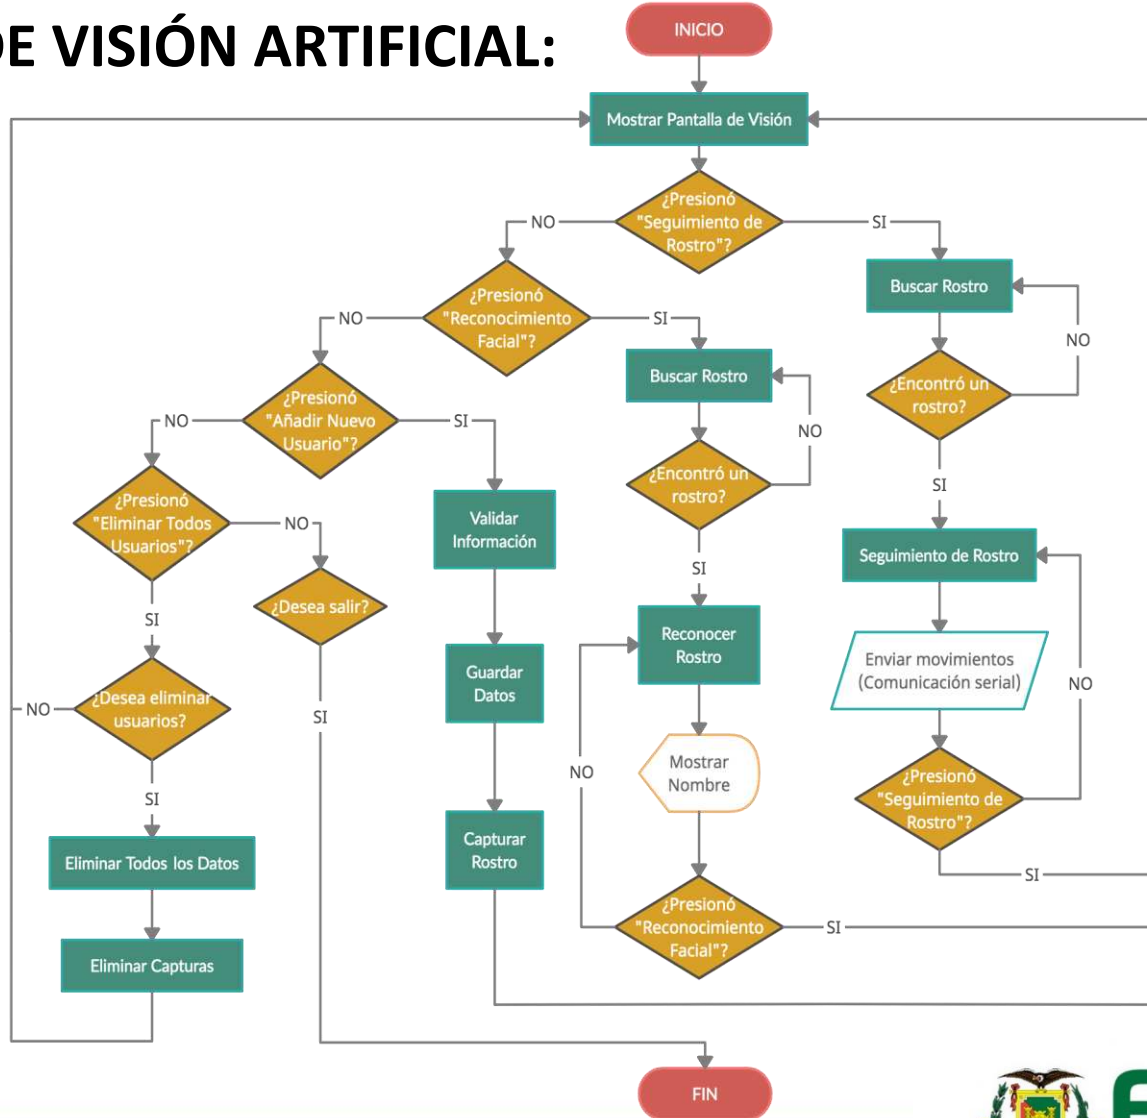 DE VISIÓN ARTIFICIAL:
INICIO
Mostrar Pantalla de Visión
¿Presionó
"Seguimiento de
Rostro"?
NO
SI
¿Presionó
"Reconocimiento
Facial"?
Buscar Rostro
NO
NO
SI
¿Encontró un
rostro?
Buscar Rostro
¿Presionó
"Añadir Nuevo
Usuario"?
NO
SI
NO
¿Encontró un
rostro?
SI
¿Presionó
"Eliminar Todos
Usuarios"?
NO
Validar
Información
Seguimiento de Rostro
SI
¿Desea salir?
SI
Reconocer
Rostro
Enviar movimientos
(Comunicación serial)
NO
Guardar
Datos
¿Desea eliminar
usuarios?
NO
SI
Mostrar
Nombre
NO
¿Presionó
"Seguimiento de
Rostro"?
SI
Eliminar Todos los Datos
Capturar
Rostro
SI
¿Presionó
"Reconocimiento
Facial"?
SI
Eliminar Capturas
FIN